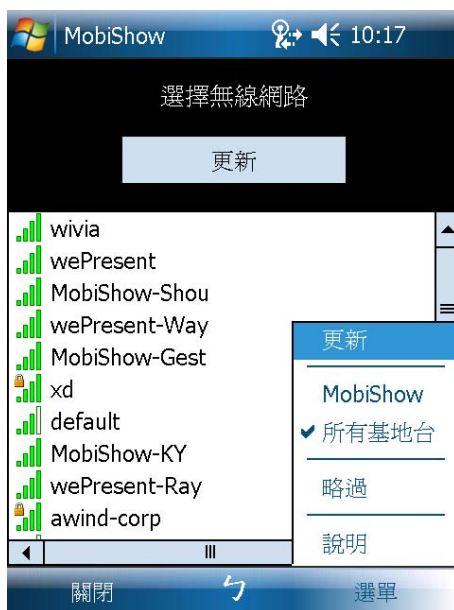 MobiShow 10:17
選擇無線網路
更新
wivia
wePresent
MobiShow-Shou
wePresent-Way
MobiShow-Gest
xd
default
MobiShow-KY
wePresent-Ray
awind-corp
更新
MobiShow
所有基地台
略過
說明
關閉 ㄅ 選單